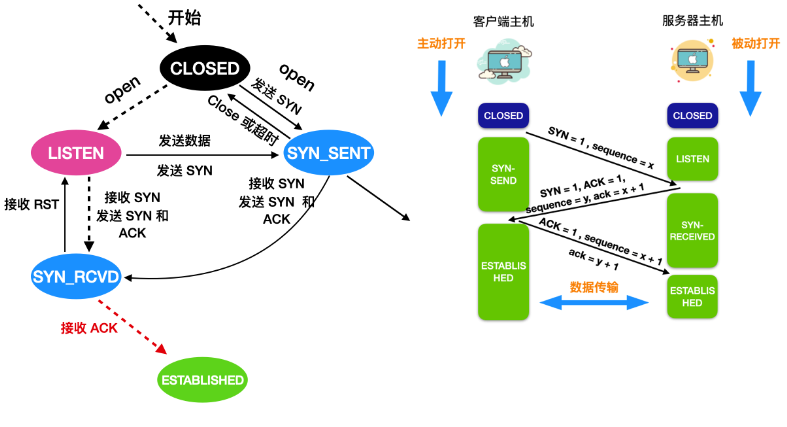 开始
CLOSED
open
open
发送 SYN
Close 或超时
LISTEN
发送数据
发送 SYN
SYN_SENT
接收 RST
接收 SYN
发送 SYN 和
ACK
接收 SYN
发送 SYN 和
ACK
SYN_RCVD
接收 ACK
ESTABLISHED
客户端主机
服务器主机
主动打开
被动打开
CLOSED
CLOSED
SYN = 1 , sequence = x
SYN-
SEND
LISTEN
SYN = 1, ACK = 1,
sequence = y, ack = x + 1
SYN-
RECEIVED
ACK = 1 , sequence = x + 1
ack = y + 1
ESTABLIS
HED
ESTABLIS
HED
数据传输